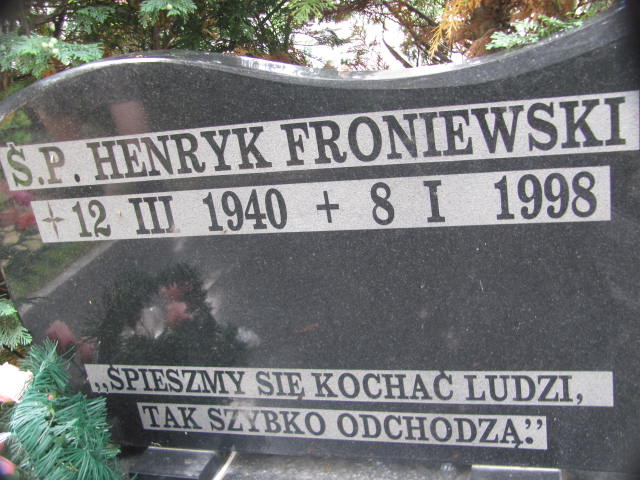 Ś.P. HENRYK FRONIEWSKI
+ 12 III 1940 + 8 I 1998
,,ŚPIESZMY SIĘ KOCHAĆ LUDZI,
TAK SZYBKO ODCHODZĄ."